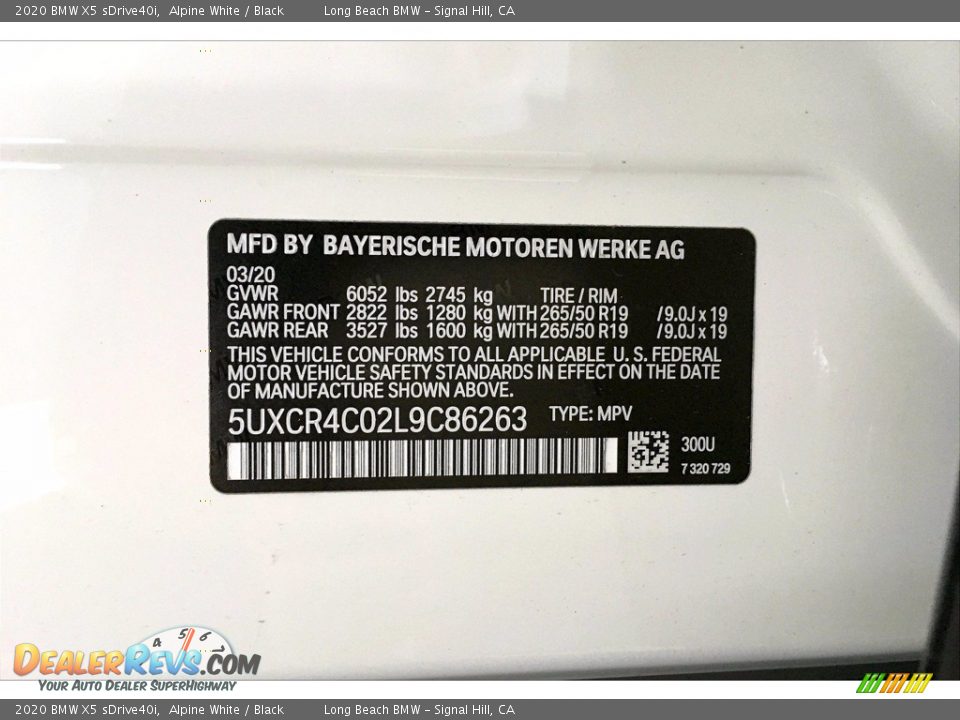 2020 BMW X5 sDrive40i, Alpine White / Black Long Beach BMW - Signal Hill, CA
MFD BY BAYERISCHE MOTOREN WERKE AG
03/20
GVWR 6052 lbs 2745 kg TIRE / RIM
GAWR FRONT 2822 lbs 1280 kg WITH 265/50 R19 /9.0J x 19
GAWR REAR 3527 lbs 1600 kg WITH 265/50 R19 /9.0J x 19
THIS VEHICLE CONFORMS TO ALL APPLICABLE U. S. FEDERAL
MOTOR VEHICLE SAFETY STANDARDS IN EFFECT ON THE DATE
OF MANUFACTURE SHOWN ABOVE.
5UXCR4C02L9C86263 TYPE: MPV
300U
7 320 729
4 5 6
DEALERREVS.COM
YOUR AUTO DEALER SUPERHIGHWAY
2020 BMW X5 sDrive40i, Alpine White / Black Long Beach BMW - Signal Hill, CA